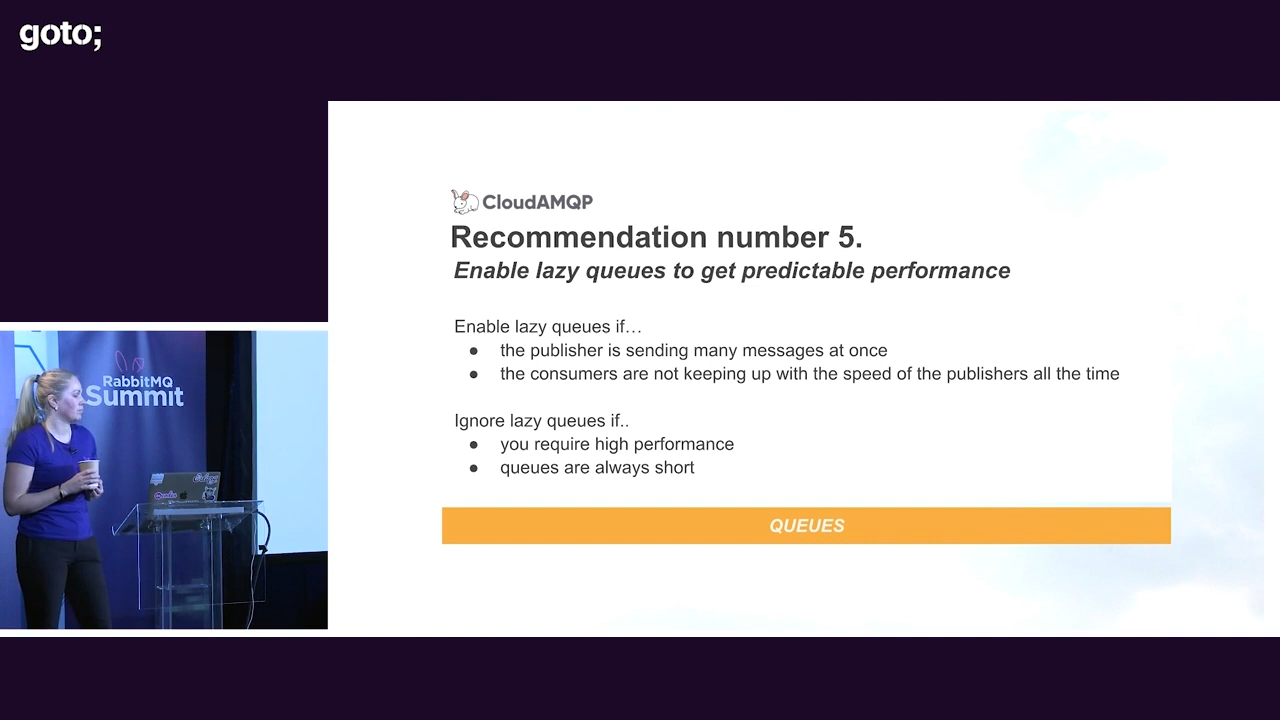 goto;
CloudAMQP
Recommendation number 5.
Enable lazy queues to get predictable performance
Enable lazy queues if…
● the publisher is sending many messages at once
● the consumers are not keeping up with the speed of the publishers all the time
Ignore lazy queues if..
● you require high performance
● queues are always short
QUEUES
RabbitMQ
Summit